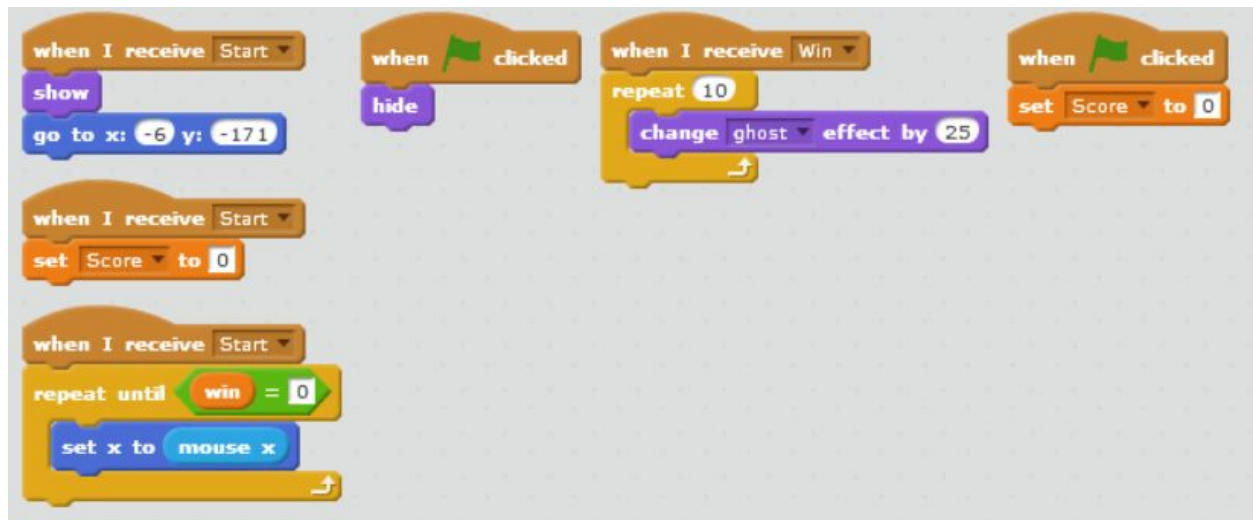 when I receive Start
show
go to x: -6 y: -171
when I receive Start
set Score to 0
when I receive Start
repeat until win = 0
set x to mouse x
when clicked
hide
when I receive Win
repeat 10
change ghost effect by 25
when clicked
set Score to 0